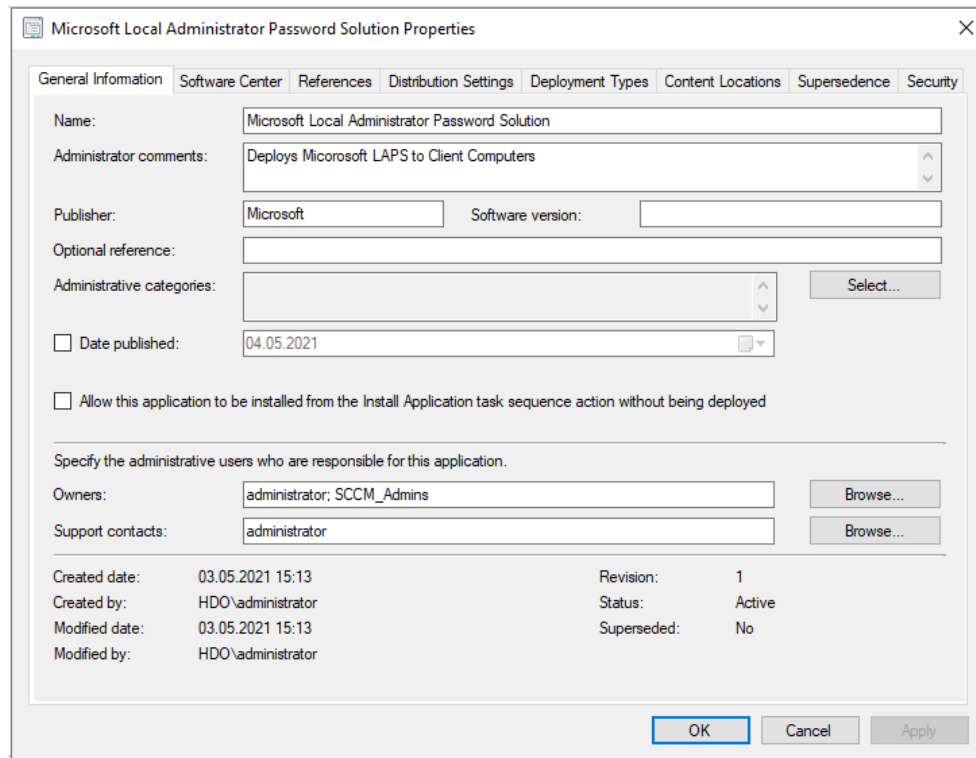 Microsoft Local Administrator Password Solution Properties
General Information Software Center References Distribution Settings Deployment Types Content Locations Supersedence Security
Name: Microsoft Local Administrator Password Solution
Administrator comments: Deploys Micorosoft LAPS to Client Computers
Publisher: Microsoft Software version:
Optional reference:
Administrative categories: Select...
Date published: 04.05.2021
Allow this application to be installed from the Install Application task sequence action without being deployed
Specify the administrative users who are responsible for this application.
Owners: administrator; SCCM_Admins Browse...
Support contacts: administrator Browse...
Created date: 03.05.2021 15:13 Revision: 1
Created by: HDO\administrator Status: Active
Modified date: 03.05.2021 15:13 Superseded: No
Modified by: HDO\administrator
OK Cancel Apply